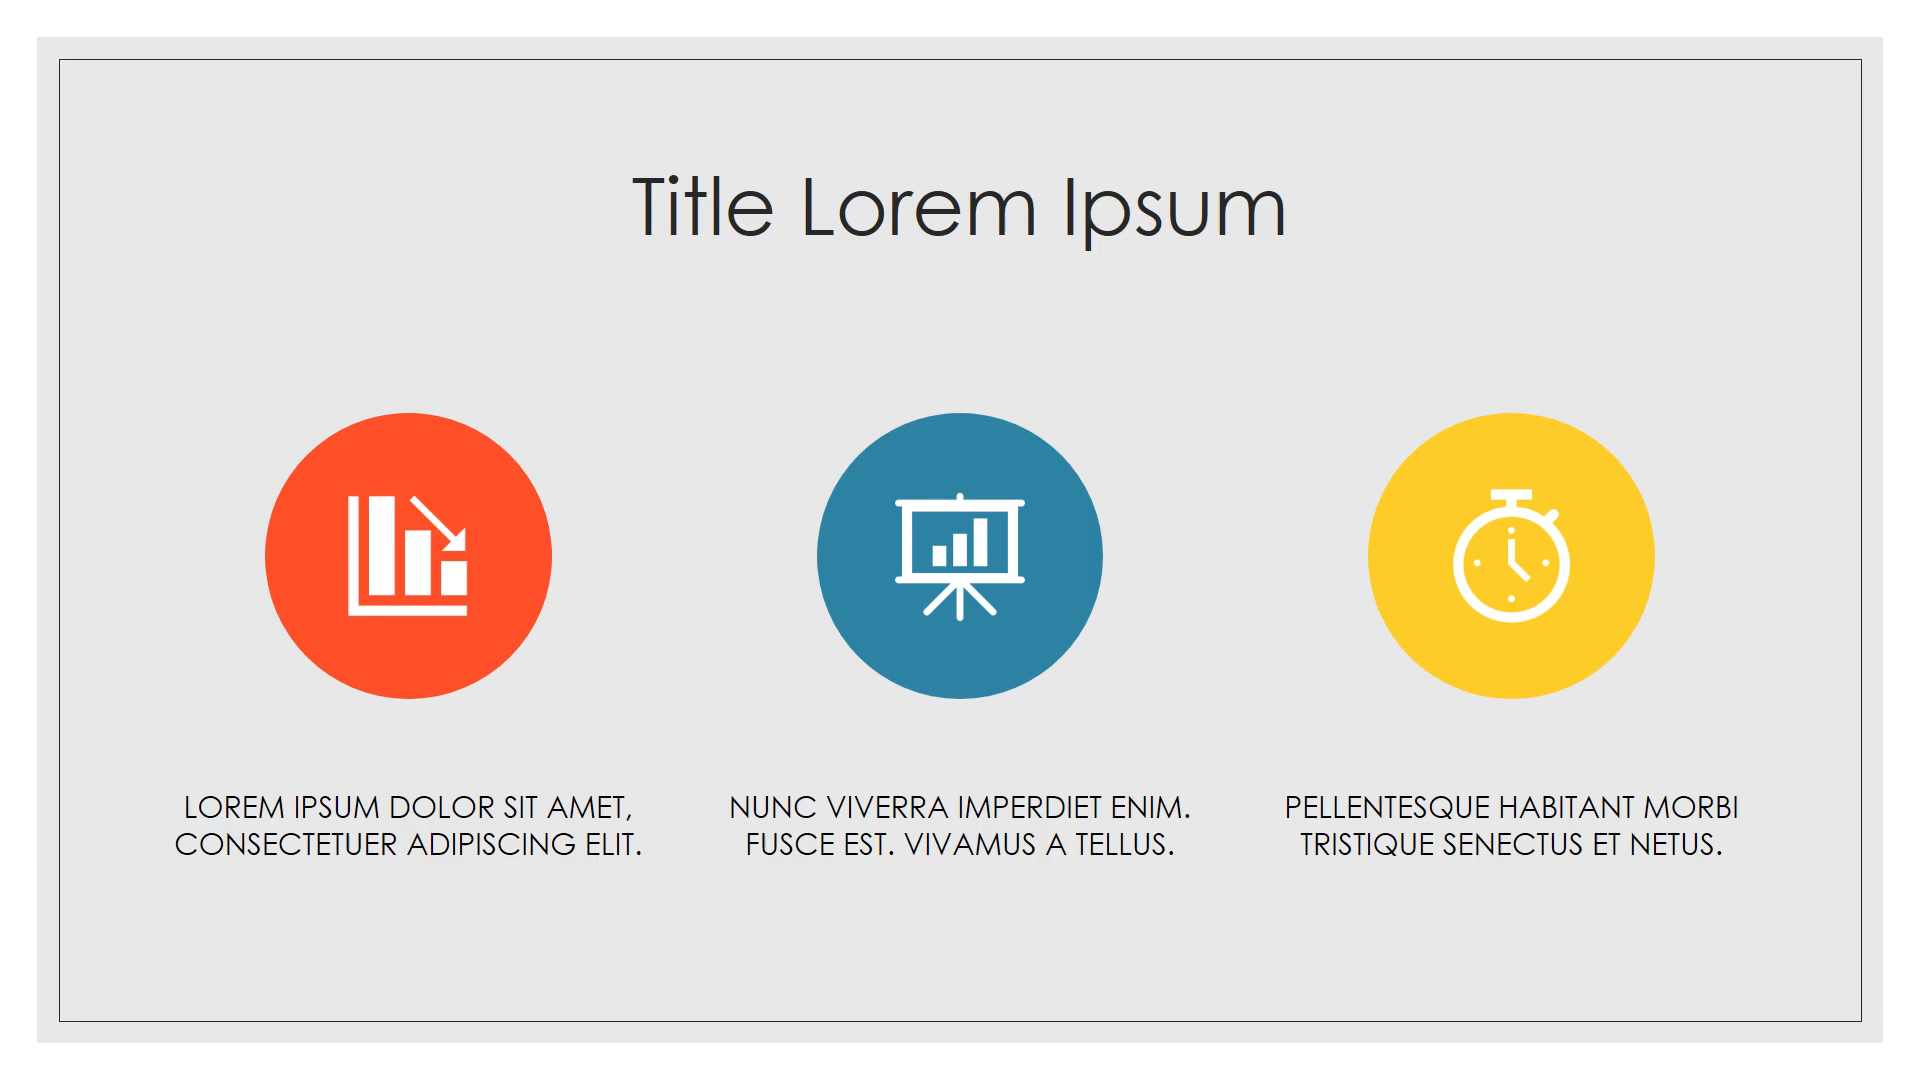 Title Lorem Ipsum
LOREM IPSUM DOLOR SIT AMET,
CONSECTETUER ADIPISCING ELIT.
NUNC VIVERRA IMPERDIET ENIM.
FUSCE EST. VIVAMUS A TELLUS.
PELLENTESQUE HABITANT MORBI
TRISTIQUE SENECTUS ET NETUS.